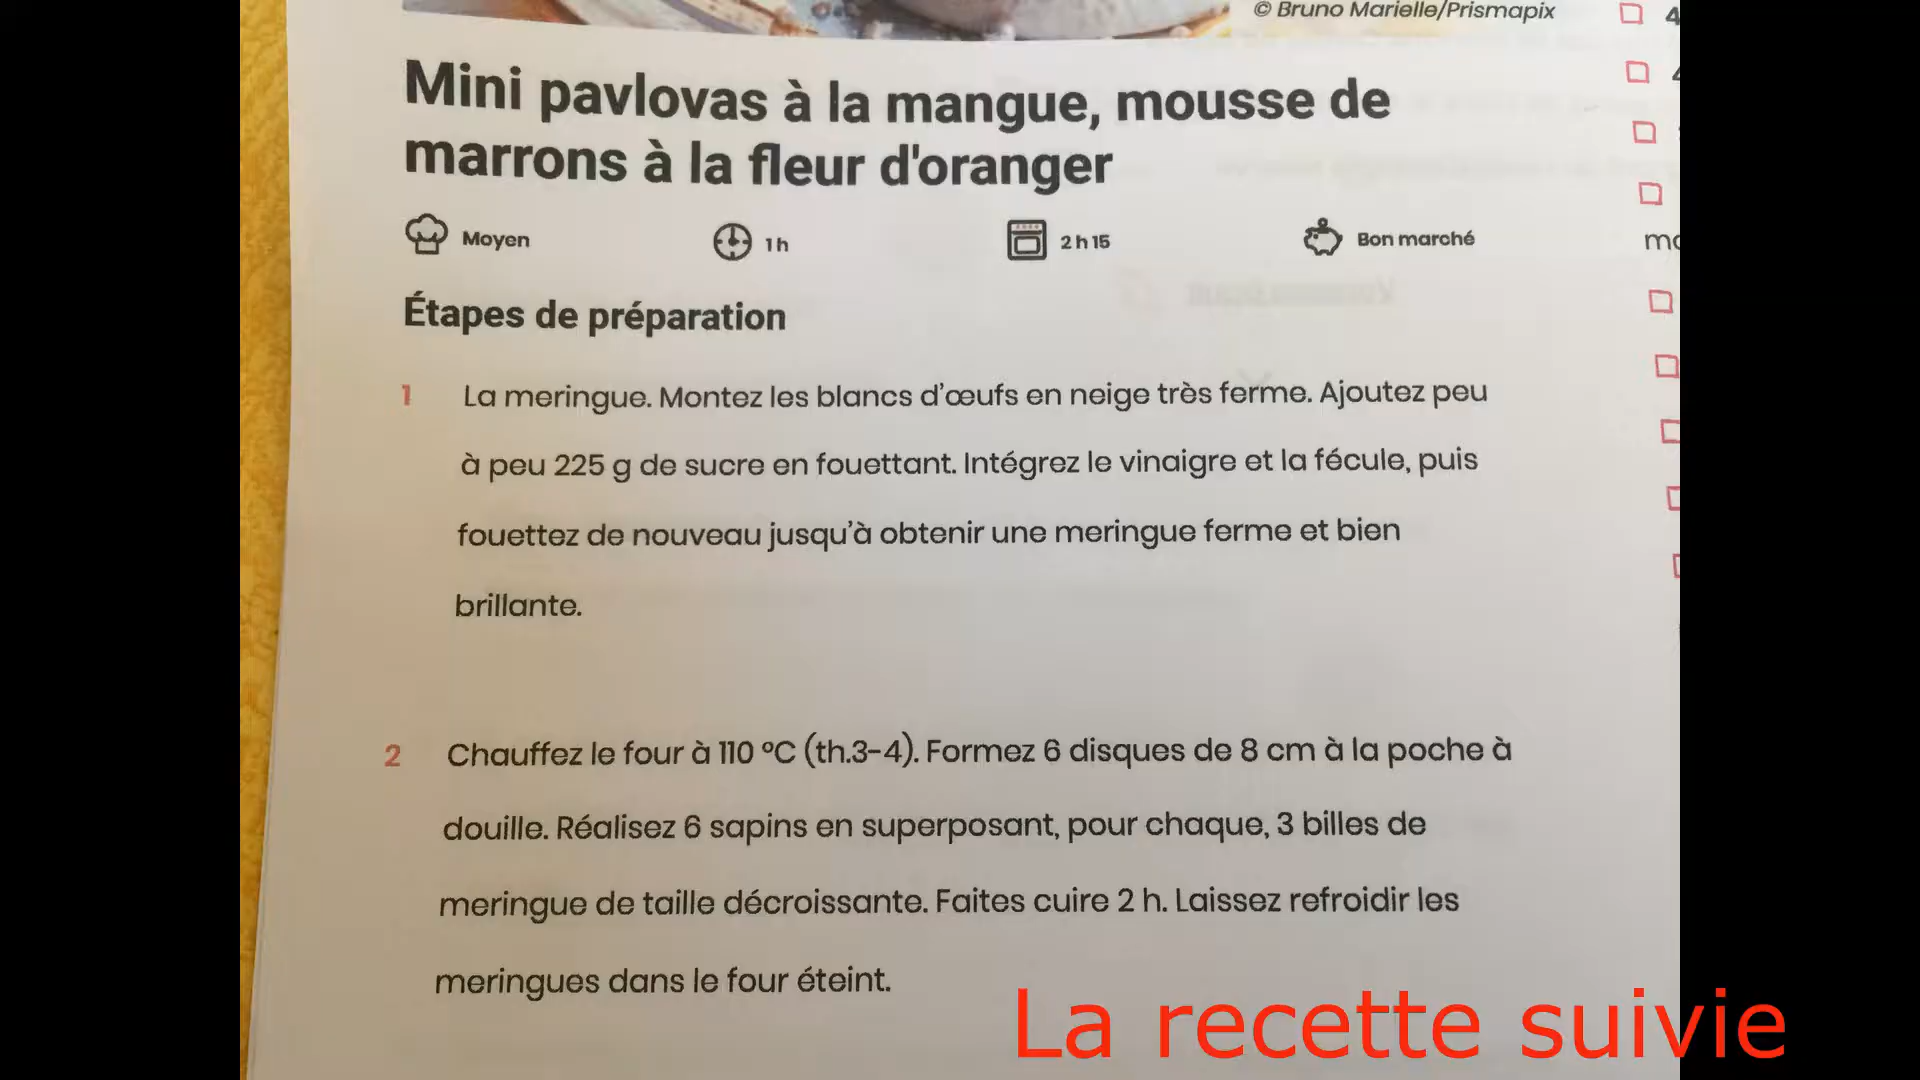 © Bruno Marielle/Prismapix
Mini pavlovas à la mangue, mousse de
marrons à la fleur d'oranger
Moyen
1 h
2 h 15
Bon marché
Étapes de préparation
1 La meringue. Montez les blancs d'œufs en neige très ferme. Ajoutez peu
à peu 225 g de sucre en fouettant. Intégrez le vinaigre et la fécule, puis
fouettez de nouveau jusqu'à obtenir une meringue ferme et bien
brillante.
2 Chauffez le four à 110 °C (th.3-4). Formez 6 disques de 8 cm à la poche à
douille. Réalisez 6 sapins en superposant, pour chaque, 3 billes de
meringue de taille décroissante. Faites cuire 2 h. Laissez refroidir les
meringues dans le four éteint.
La recette suivie